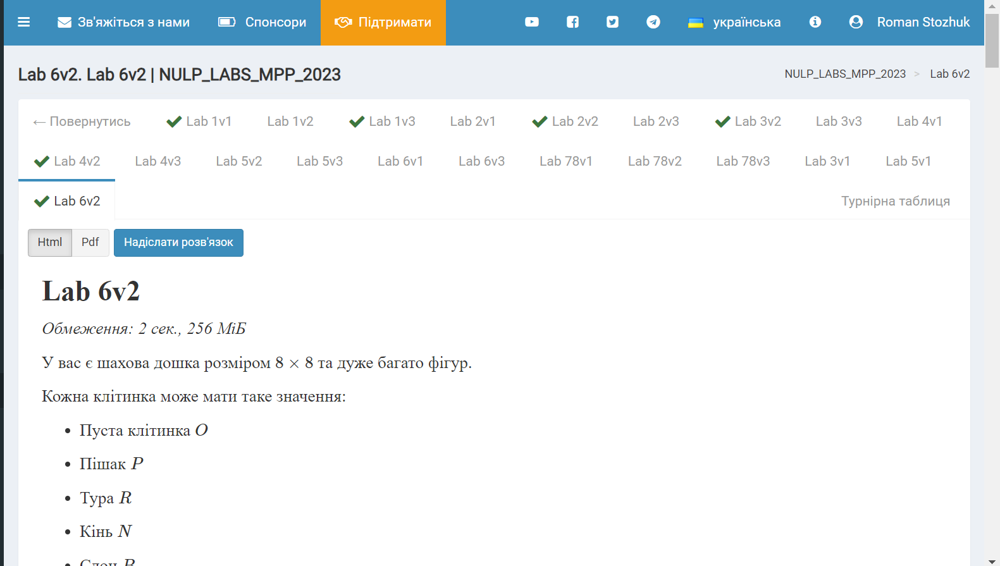 Зв'яжіться з нами Спонсори Підтримати українська Roman Stozhuk
Lab 6v2. Lab 6v2 | NULP_LABS_MPP_2023
NULP_LABS_MPP_2023 > Lab 6v2
← Повернутись Lab 1v1 Lab 1v2 Lab 1v3 Lab 2v1 Lab 2v2 Lab 2v3 Lab 3v2 Lab 3v3 Lab 4v1
Lab 4v2 Lab 4v3 Lab 5v2 Lab 5v3 Lab 6v1 Lab 6v3 Lab 78v1 Lab 78v2 Lab 78v3 Lab 3v1 Lab 5v1
Lab 6v2 Турнірна таблиця
Html Pdf Надіслати розв'язок
Lab 6v2
Обмеження: 2 сек., 256 МіБ
У вас є шахова дошка розміром 8 × 8 та дуже багато фігур.
Кожна клітинка може мати таке значення:
• Пуста клітинка O
• Пішак P
• Тура R
• Кінь N
• Слон B